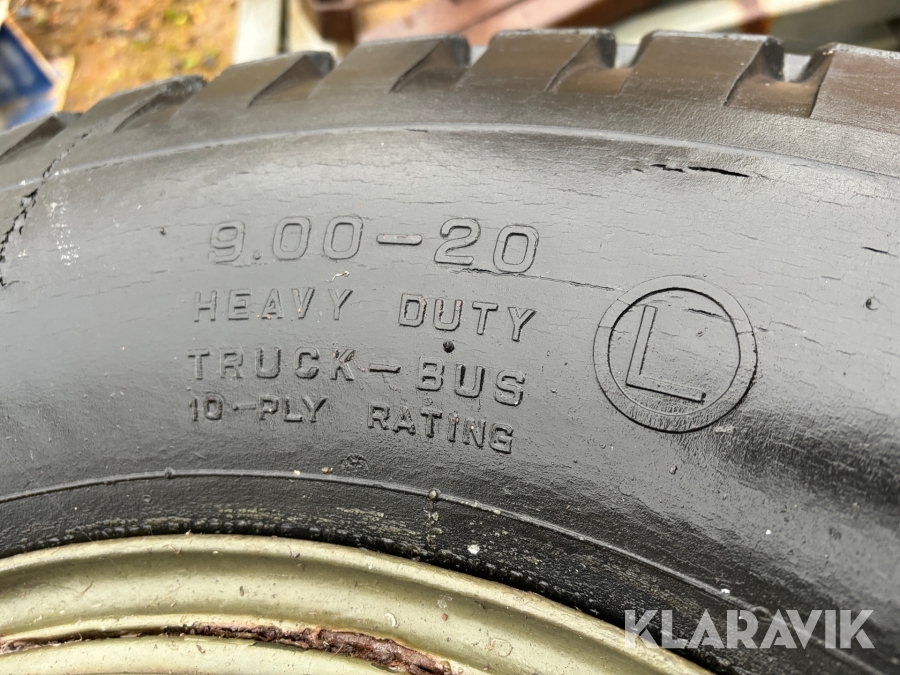 9.00-20
HEAVY DUTY
TRUCK-BUS
10-PLY RATING
L
KLARAVIK